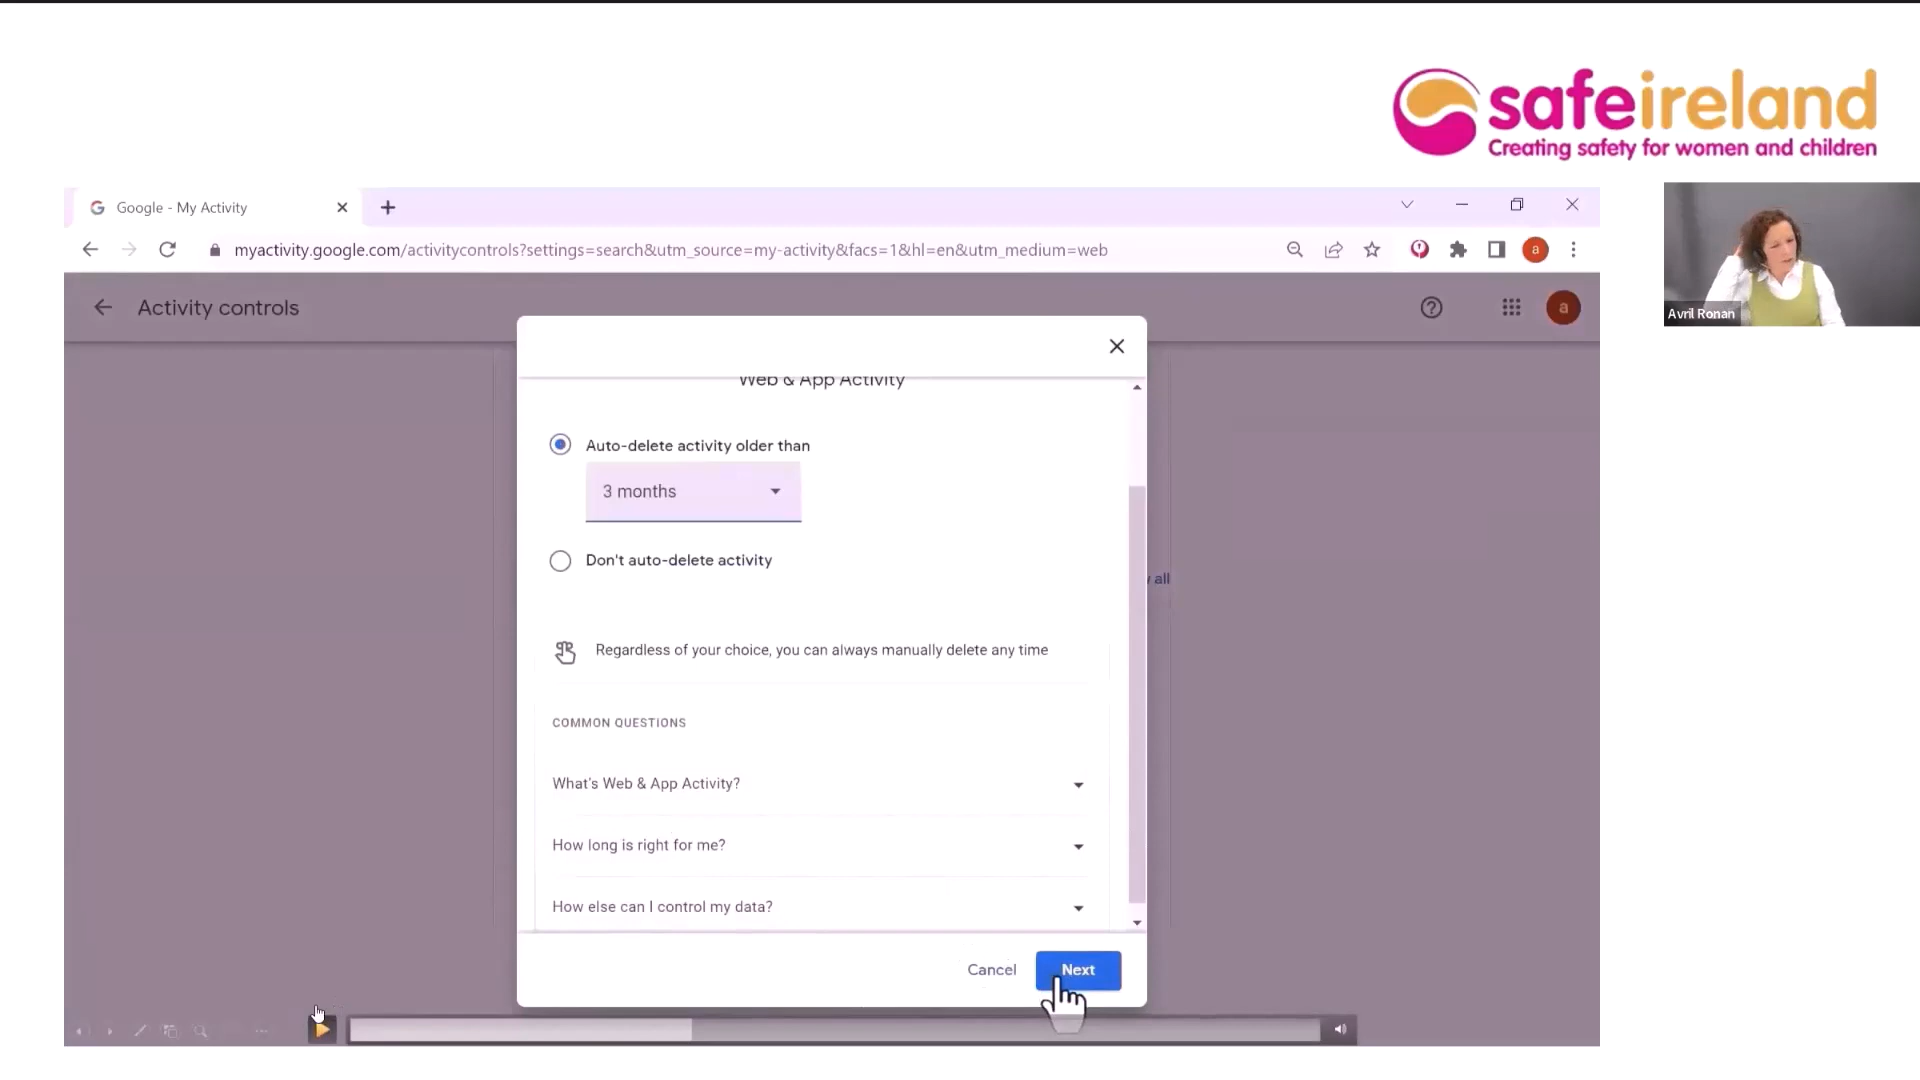 safeireland
Creating safety for women and children
Google - My Activity
myactivity.google.com/activitycontrols?settings=search&utm_source=my-activity&facs=1&hl=en&utm_medium=web
a
Activity controls
a
Avril Ronan
Web & App Activity
Auto-delete activity older than
3 months
Don't auto-delete activity
all
Regardless of your choice, you can always manually delete any time
COMMON QUESTIONS
What's Web & App Activity?
How long is right for me?
How else can I control my data?
Cancel
Next